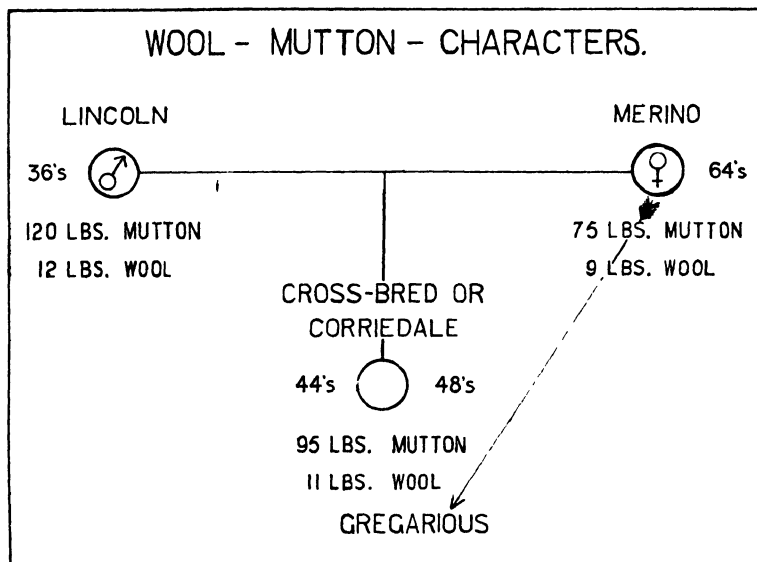 WOOL - MUTTON - CHARACTERS.
LINCOLN
MERINO
36's
64's
120 LBS. MUTTON
12 LBS. WOOL
75 LBS. MUTTON
9 LBS. WOOL
CROSS-BRED OR
CORRIEDALE
44's 48's
95 LBS. MUTTON
11 LBS. WOOL
GREGARIOUS